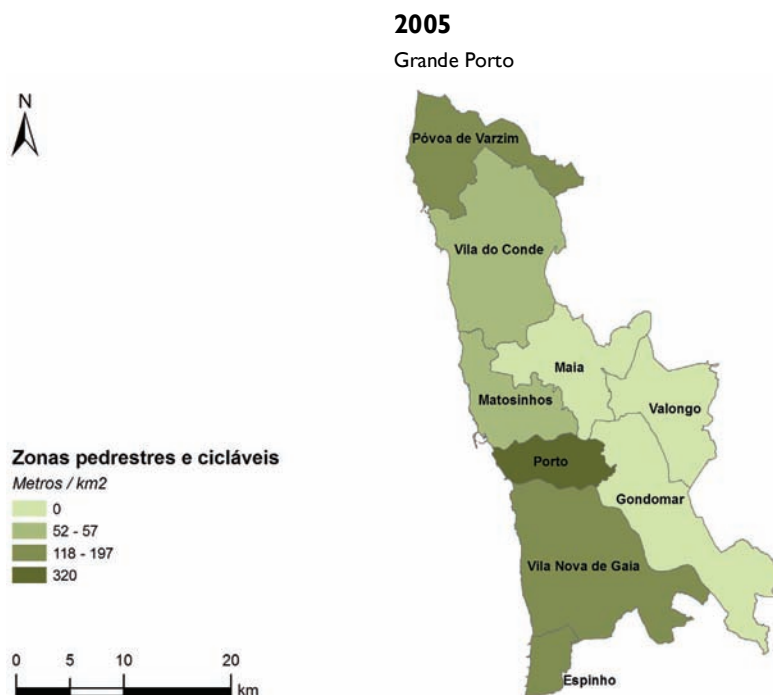 2005
Grande Porto
N
Póvoa de Varzim
Vila do Conde
Maia
Matosinhos
Valongo
Porto
Gondomar
Vila Nova de Gaia
Espinho
Zonas pedrestres e cicláveis
Metros / km2
0
52 - 57
118 - 197
320
0 5 10 20
km